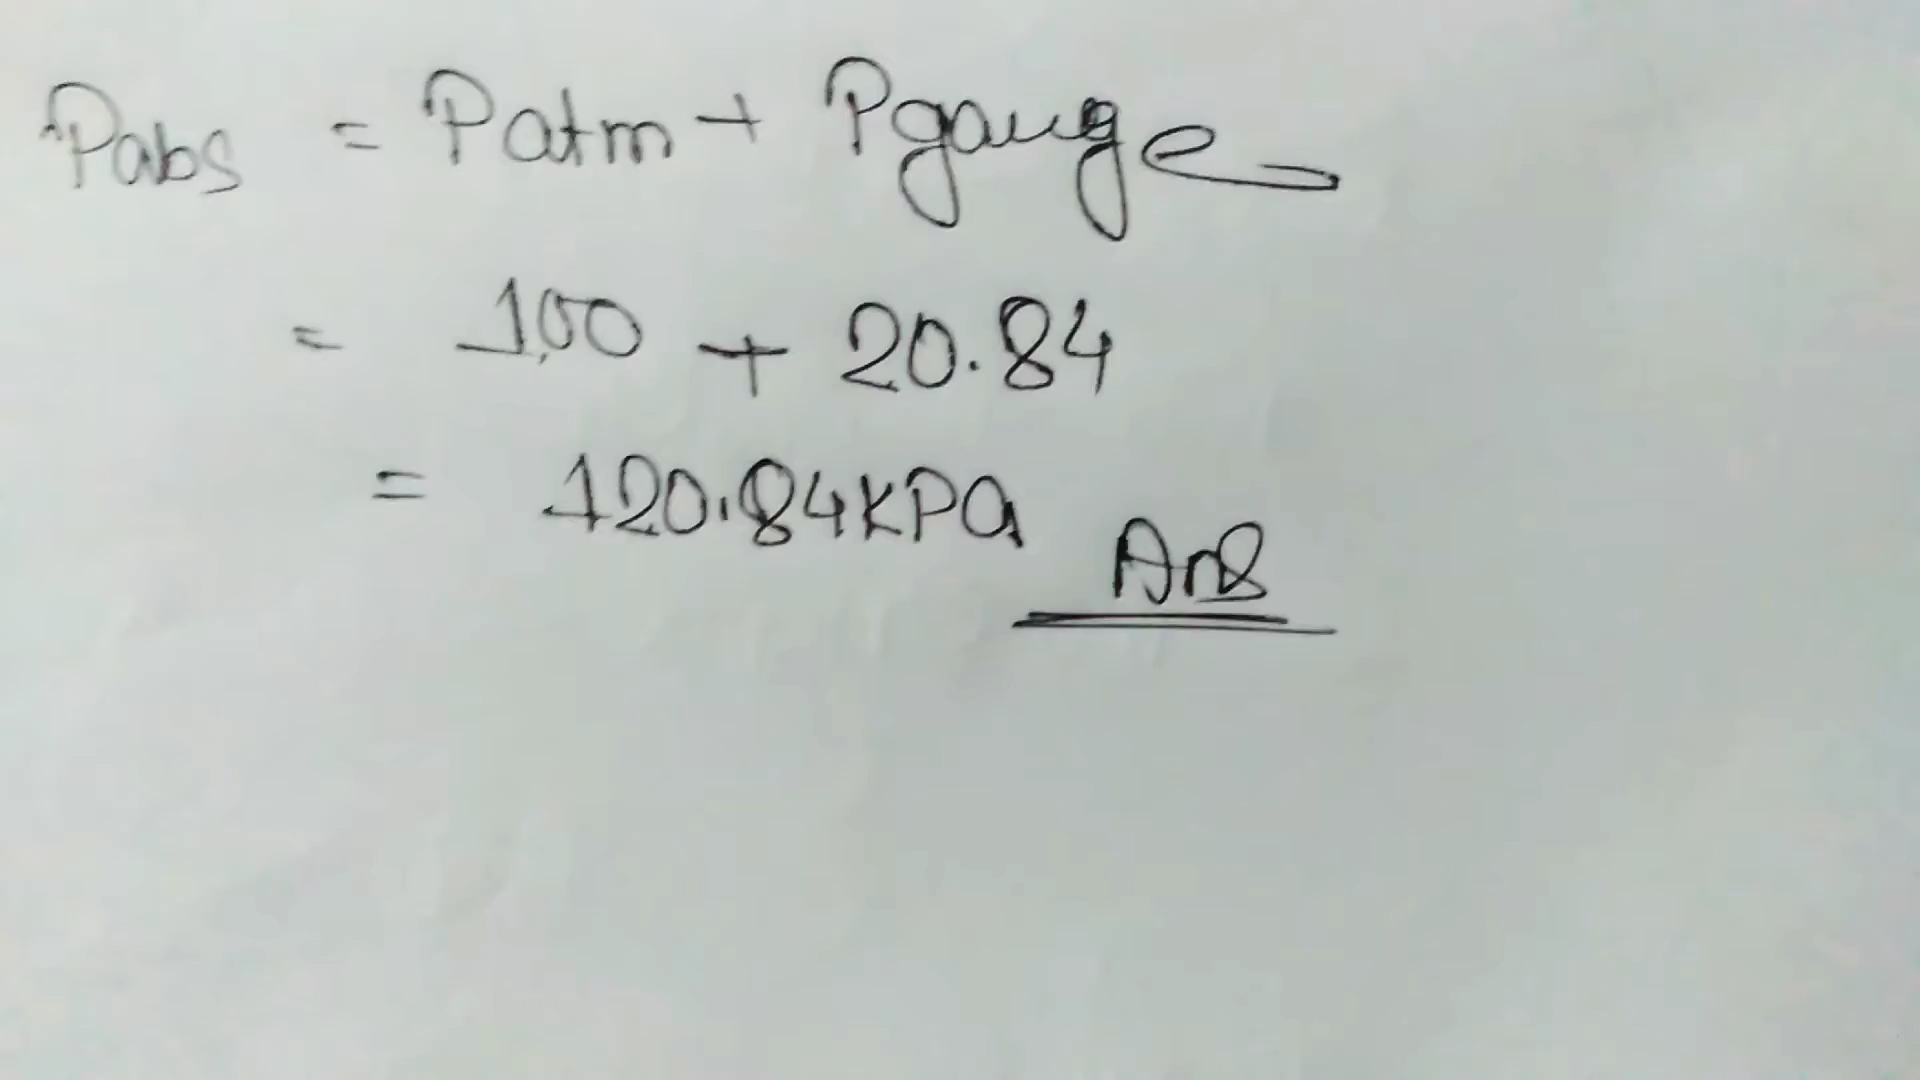 Pabs = Patm + Pgauge
= 100 + 20.84
= 120.84KPa
Ans